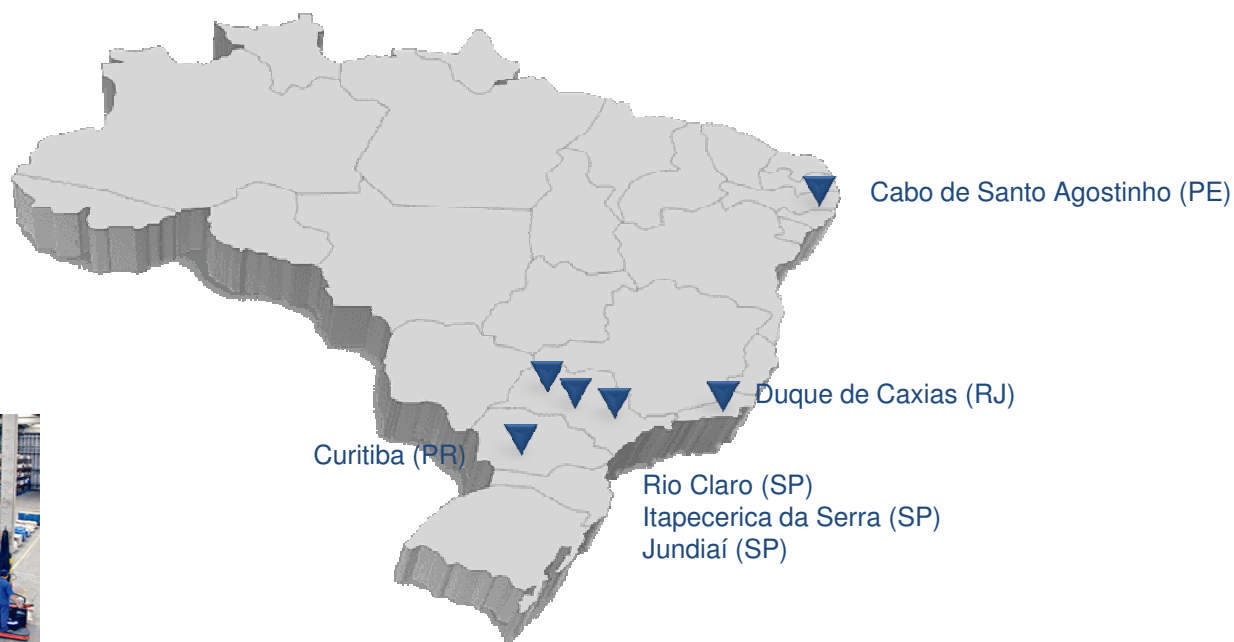 Cabo de Santo Agostinho (PE)
Duque de Caxias (RJ)
Curitiba (PR)
Rio Claro (SP)
Itapecerica da Serra (SP)
Jundiaí (SP)